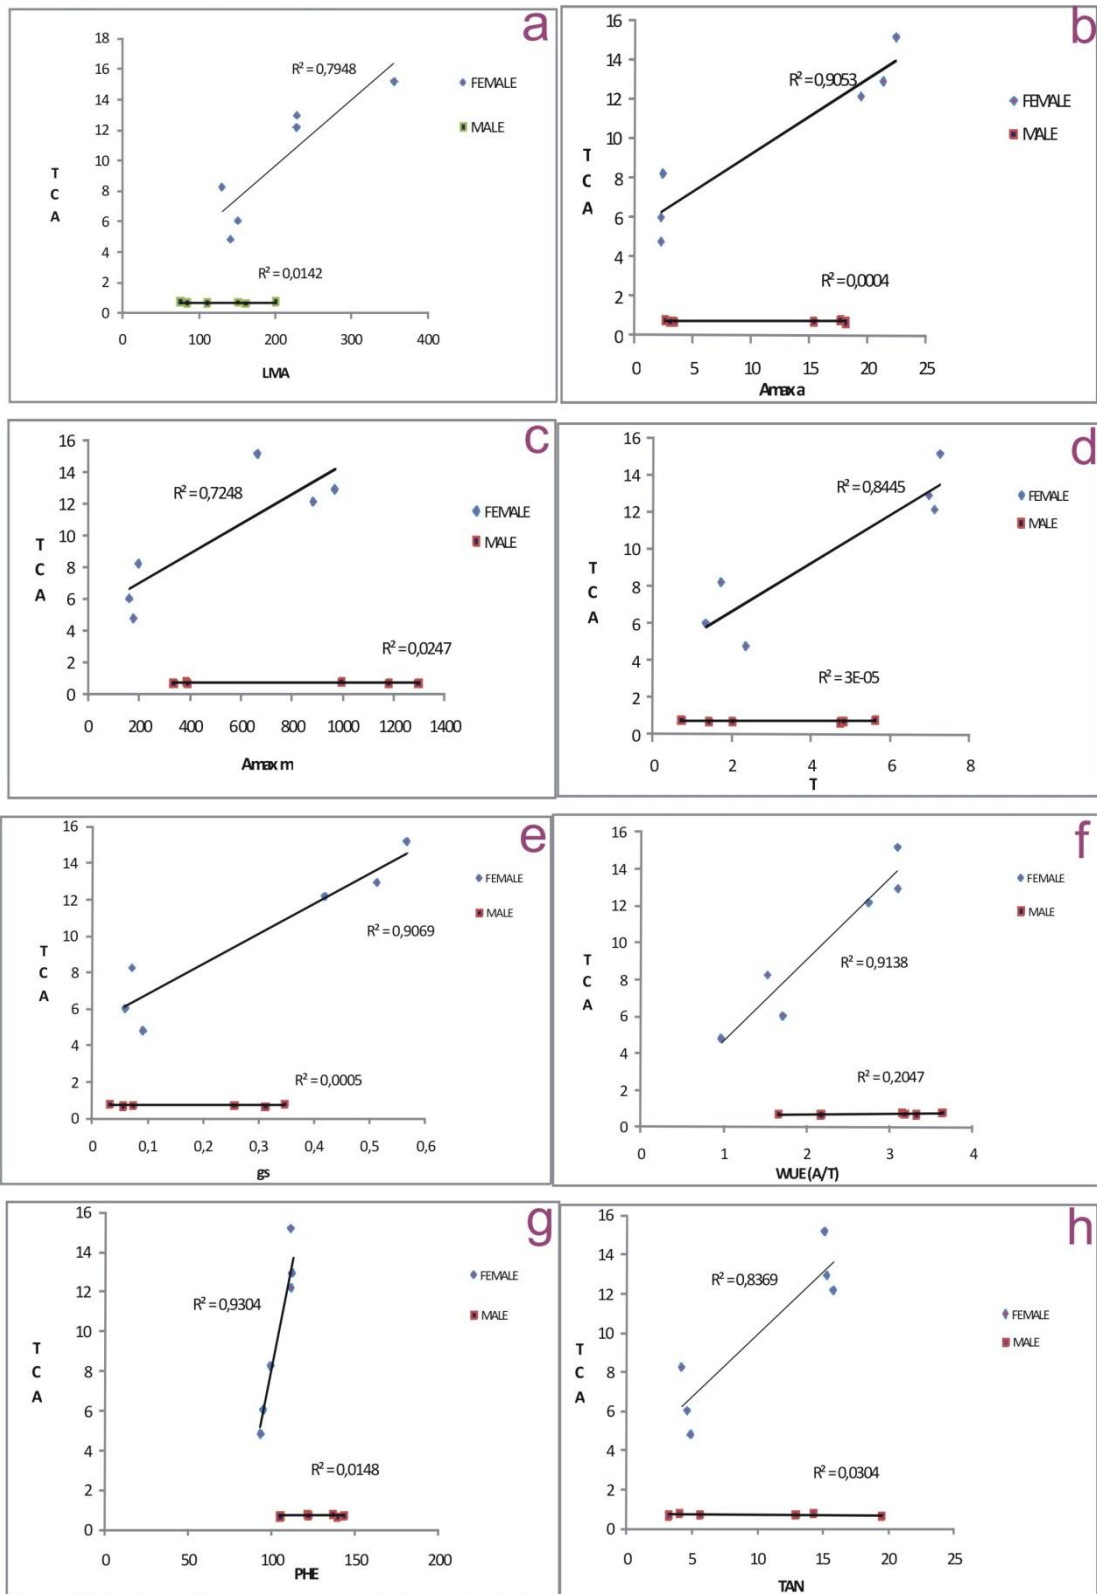 a
18
16
14
12
10
8
6
4
2
0
T
C
A
R² = 0,7948
FEMALE
MALE
R² = 0,0142
0 100 200 300 400
LMA
b
16
14
12
10
8
6
4
2
0
T
C
A
R² = 0,9053
FEMALE
MALE
R² = 0,0004
0 5 10 15 20 25
Amax a
c
16
14
12
10
8
6
4
2
0
T
C
A
R² = 0,7248
FEMALE
MALE
R² = 0,0247
0 200 400 600 800 1000 1200 1400
Amax m
d
16
14
12
10
8
6
4
2
0
T
C
A
R² = 0,8445
FEMALE
MALE
R² = 3E-05
0 2 4 6 8
T
e
16
14
12
10
8
6
4
2
0
T
C
A
FEMALE
MALE
R² = 0,9069
R² = 0,0005
0 0,1 0,2 0,3 0,4 0,5 0,6
gs
f
16
14
12
10
8
6
4
2
0
T
C
A
FEMALE
MALE
R² = 0,9138
R² = 0,2047
0 1 2 3 4
WUE (A/T)
g
16
14
12
10
8
6
4
2
0
T
C
A
R² = 0,9304
FEMALE
MALE
R² = 0,0148
0 50 100 150 200
PHE
h
16
14
12
10
8
6
4
2
0
T
C
A
R² = 0,8369
FEMALE
MALE
R² = 0,0304
0 5 10 15 20 25
TAN